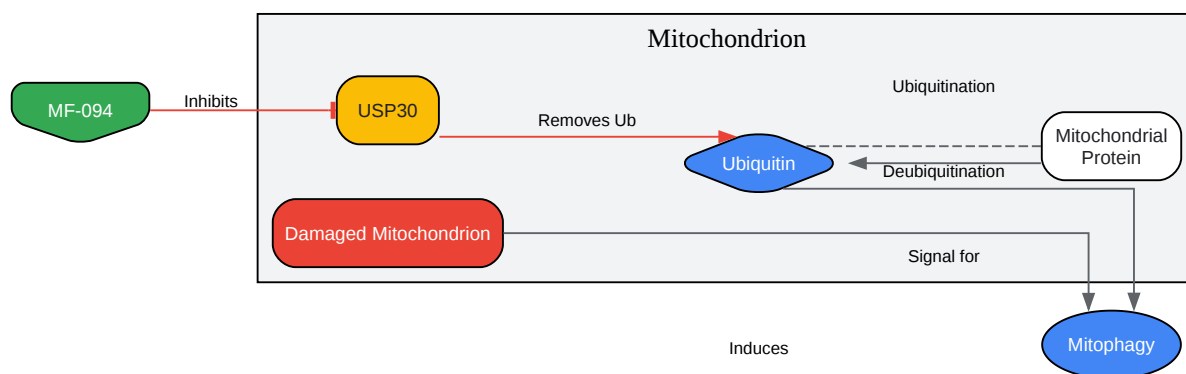 Mitochondrion
Ubiquitination
MF-094
Inhibits
USP30
Removes Ub
Mitochondrial
Protein
Ubiquitin
Deubiquitination
Damaged Mitochondrion
Signal for
Induces
Mitophagy